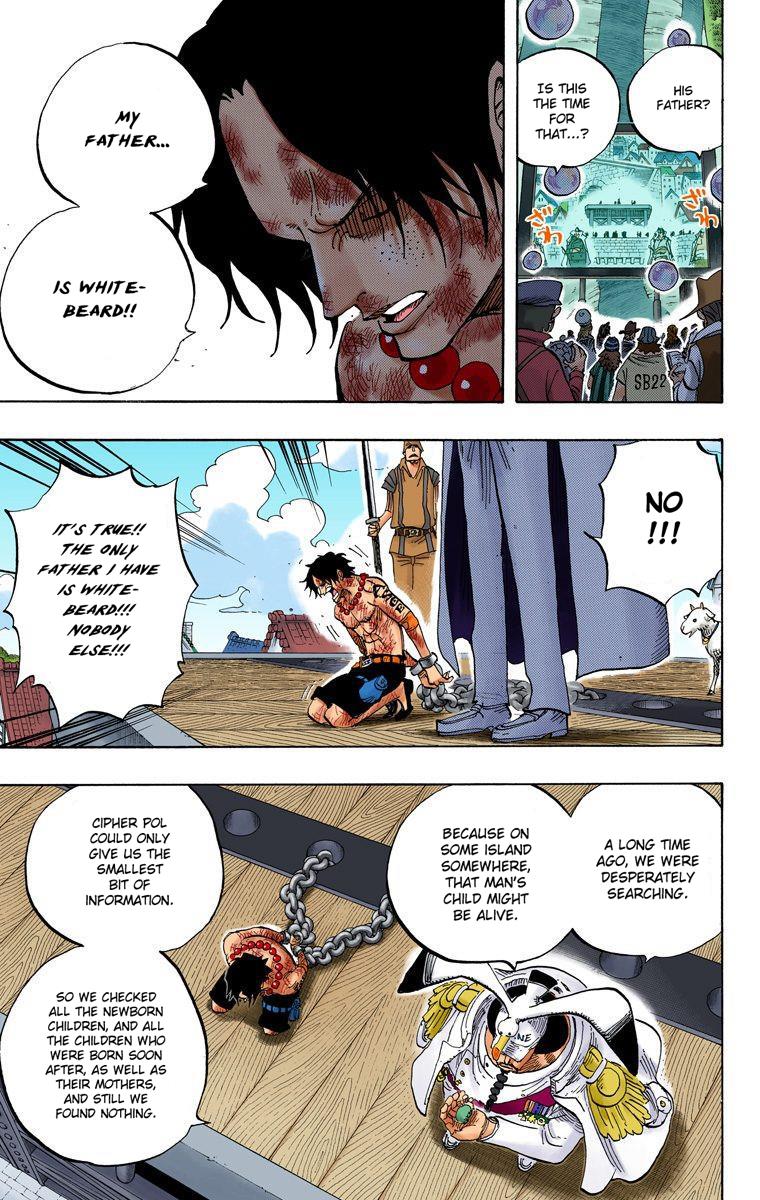 HIS
FATHER?
IS THIS
THE TIME
FOR
THAT...?
ざわ
ざわ
SB22
MY
FATHER...
IS WHITE-
BEARD!!
NO
!!!
IT'S TRUE!!
THE ONLY
FATHER I HAVE
IS WHITE-
BEARD!!!
NOBODY
ELSE!!!
A LONG TIME
AGO, WE WERE
DESPERATELY
SEARCHING.
BECAUSE ON
SOME ISLAND
SOMEWHERE,
THAT MAN'S
CHILD MIGHT
BE ALIVE.
CIPHER POL
COULD ONLY
GIVE US THE
SMALLEST
BIT OF
INFORMATION.
SO WE CHECKED
ALL THE NEWBORN
CHILDREN, AND ALL
THE CHILDREN WHO
WERE BORN SOON
AFTER, AS WELL AS
THEIR MOTHERS,
AND STILL WE
FOUND NOTHING.